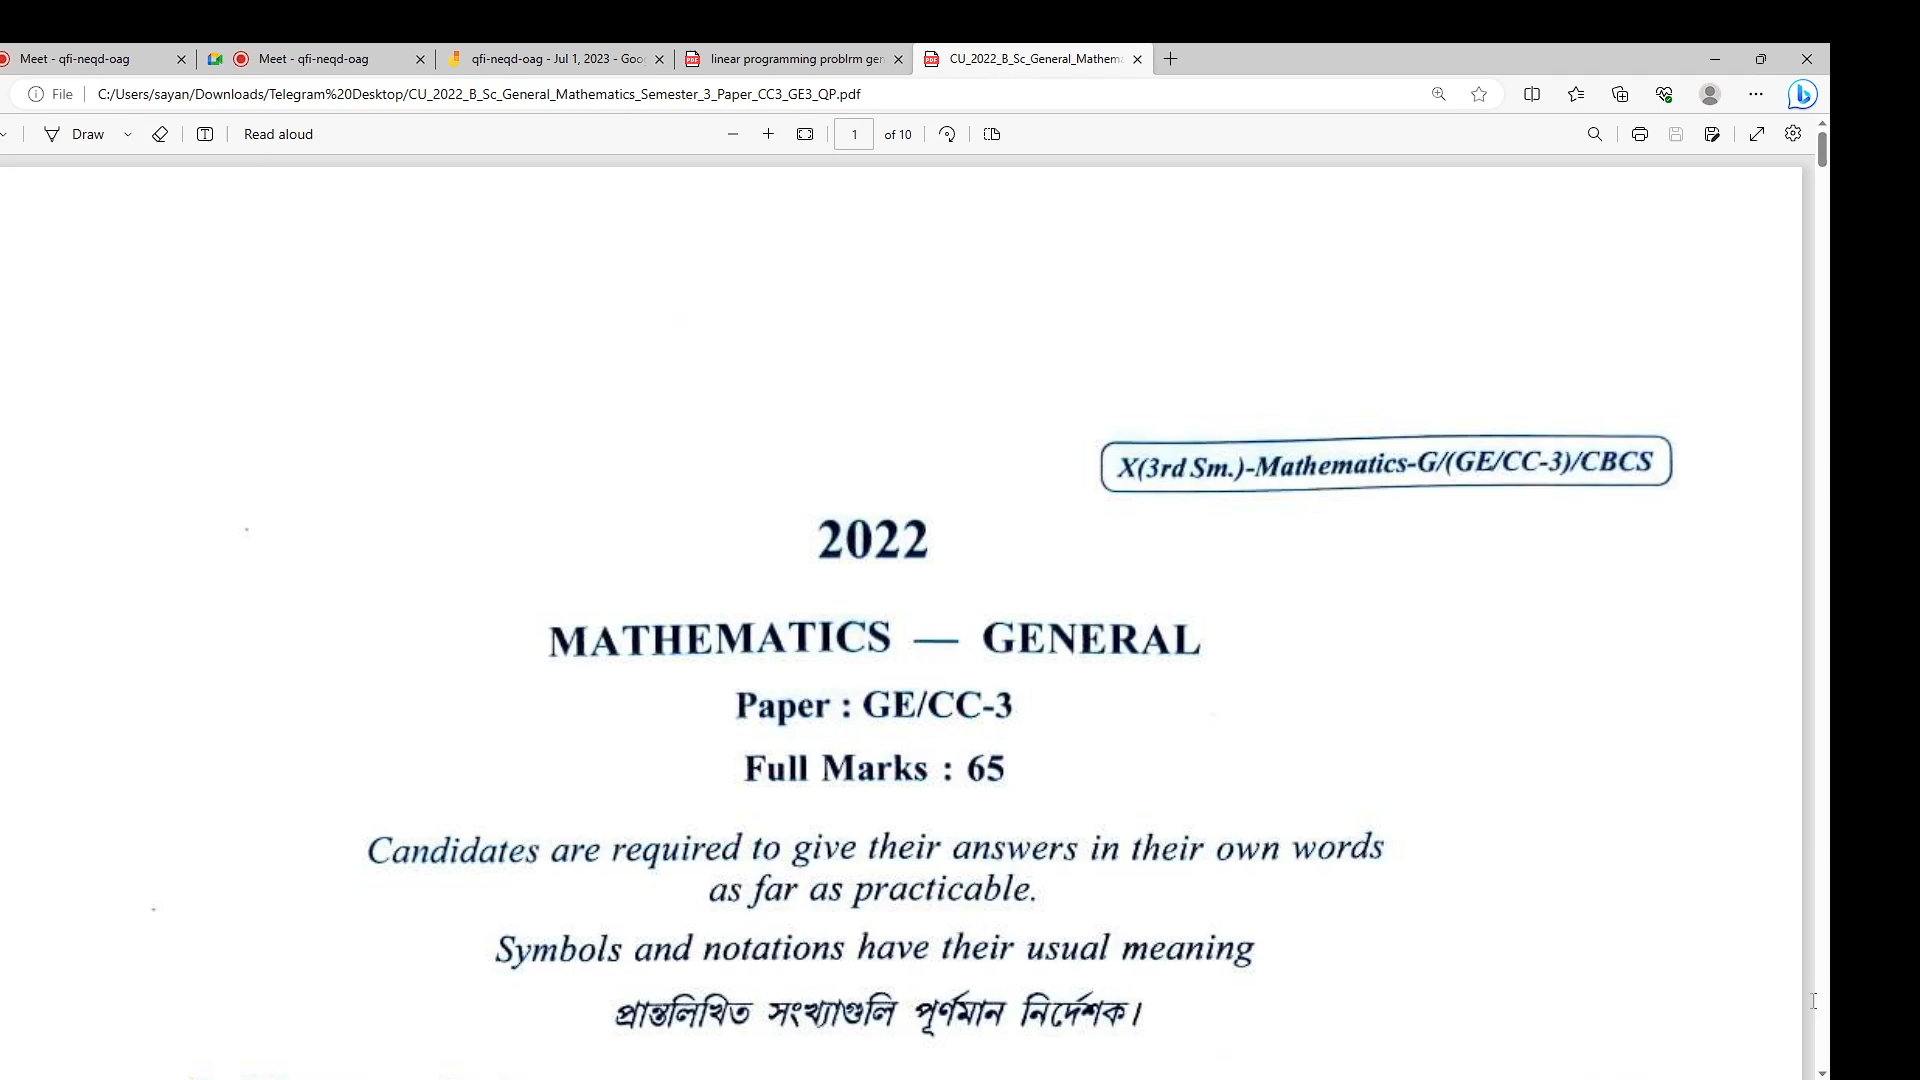 Meet - qfi-neqd-oag
Meet - qfi-neqd-oag
qfi-neqd-oag - Jul 1, 2023 - Goo
linear programming problrm gen
CU_2022_B_Sc_General_Mathema
File
C:/Users/sayan/Downloads/Telegram%20Desktop/CU_2022_B_Sc_General_Mathematics_Semester_3_Paper_CC3_GE3_QP.pdf
Draw
Read aloud
1 of 10
X(3rd Sm.)-Mathematics-G/(GE/CC-3)/CBCS
2022
MATHEMATICS — GENERAL
Paper : GE/CC-3
Full Marks : 65
Candidates are required to give their answers in their own words
as far as practicable.
Symbols and notations have their usual meaning
প্রান্তলিখিত সংখ্যাগুলি পূর্ণমান নির্দেশক।